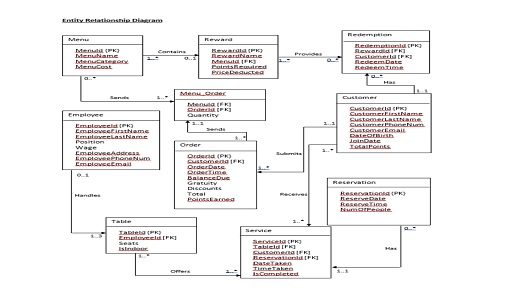 Entity Relationship Diagram
Menu
MenuId [PK]
MenuName
MenuCategory
MenuCost
Contains
1..*
0..1
Reward
RewardId [PK]
RewardName
MenuId [FK]
PointsRequired
PriceDeducted
Provides
1..*
0..*
Redemption
RedemptionId [PK]
RewardId [FK]
CustomerId [FK]
RedeemDate
RedeemTime
0..*
Has
1..1
0..*
Sends
1..*
Menu_Order
MenuId [FK]
OrderId [FK]
Quantity
1..1
Sends
1..*
Customer
CustomerId [PK]
CustomerFirstName
CustomerLastName
CustomerPhoneNum
CustomerEmail
DateOfBirth
JoinDate
TotalPoints
1..1
1..*
Employee
EmployeeId [PK]
EmployeeFirstName
EmployeeLastName
Position
Wage
EmployeeAddress
EmployeePhoneNum
EmployeeEmail
0..1
Handles
Order
OrderId [PK]
CustomerId [FK]
OrderDate
OrderTime
BalanceDue
Gratuity
Discounts
Total
PointsEarned
Submits
1..*
Receives
1..*
Reservation
ReservationId [PK]
ReserveDate
ReserveTime
NumOfPeople
0..*
Has
1..1
Table
TableId [PK]
EmployeeId [FK]
Seats
IsIndoor
1..*
Offers
1..*
Service
ServiceId [PK]
TableId [FK]
CustomerId [FK]
ReservationId [FK]
DateTaken
TimeTaken
IsCompleted